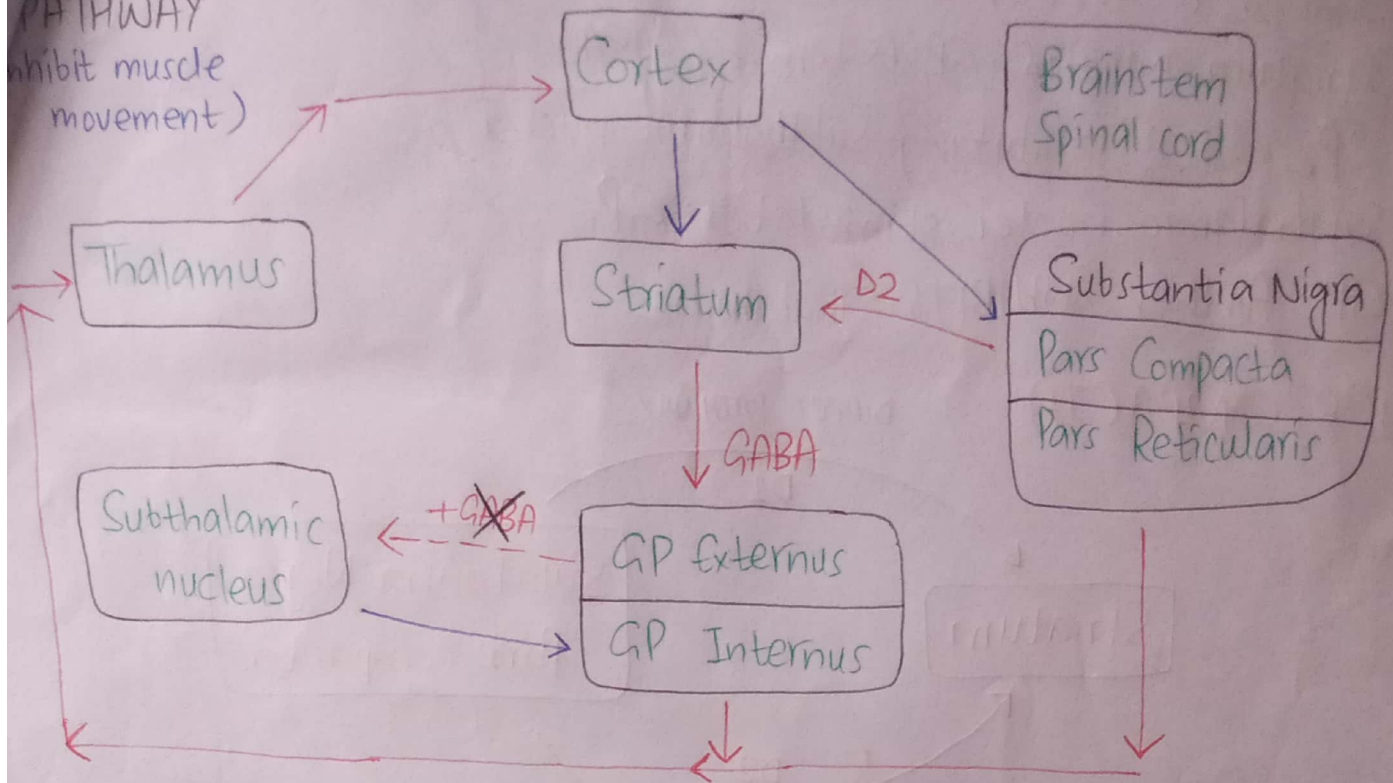 PATHWAY
nhibit muscle
movement)
Cortex
Brainstem
Spinal cord
Thalamus
Striatum
D2
Substantia Nigra
Pars Compacta
Pars Reticularis
GABA
Subthalamic
nucleus
+GABA
GP Externus
GP Internus